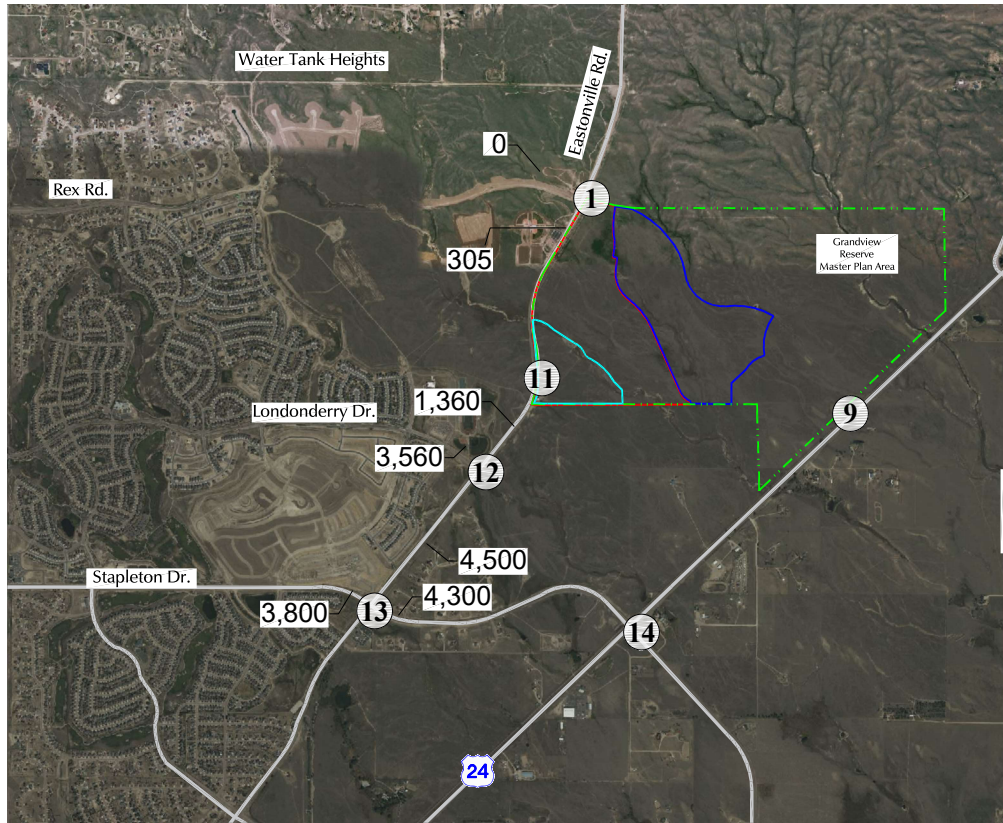 Water Tank Heights
Eastonville Rd.
0
Rex Rd.
1
305
Grandview
Reserve
Master Plan Area
11
1,360
Londonderry Dr.
9
3,560
12
4,500
Stapleton Dr.
3,800
13
4,300
14
24